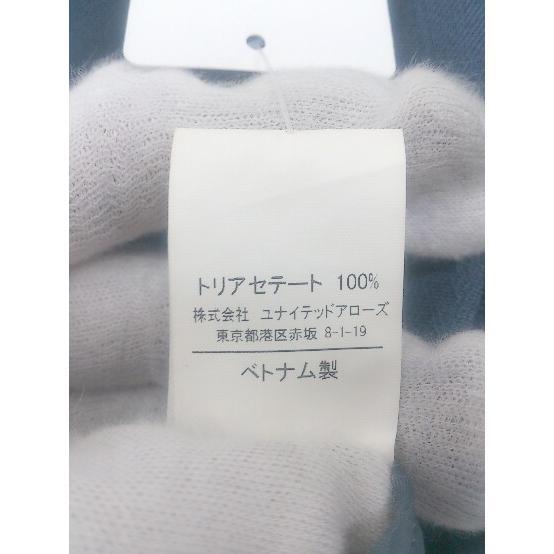 トリアセテート 100%
株式会社 ユナイテッドアローズ
東京都港区赤坂 8-1-19
ベトナム製